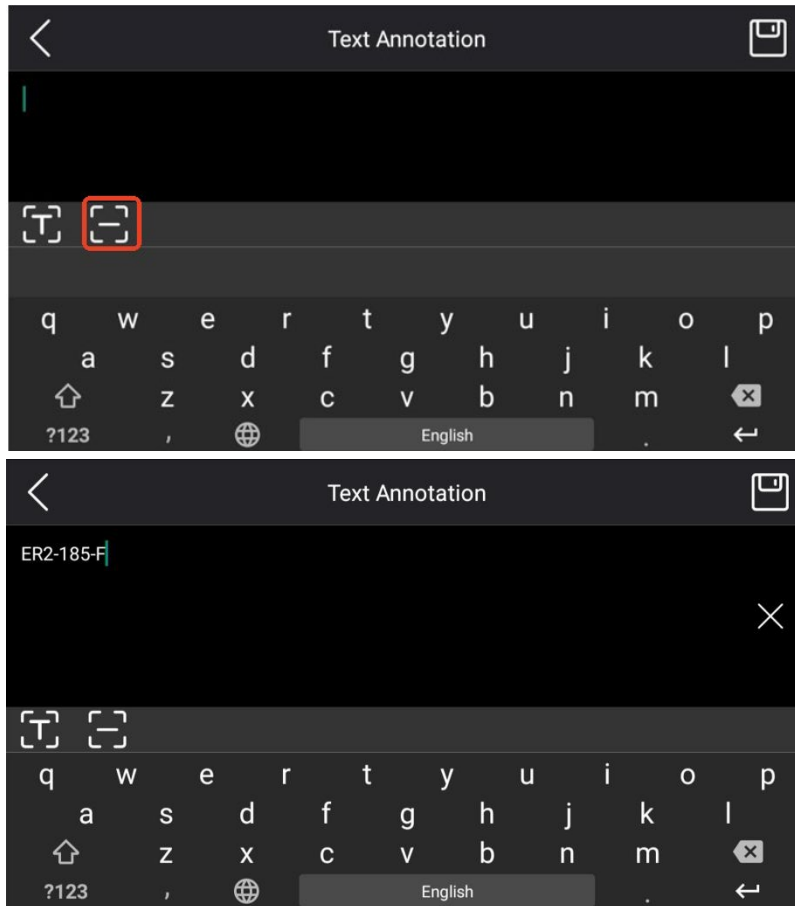 Text Annotation
T
q w e r t y u i o p
a s d f g h j k l
z x c v b n m
?123 , English .
Text Annotation
ER2-185-F
T
q w e r t y u i o p
a s d f g h j k l
z x c v b n m
?123 , English .